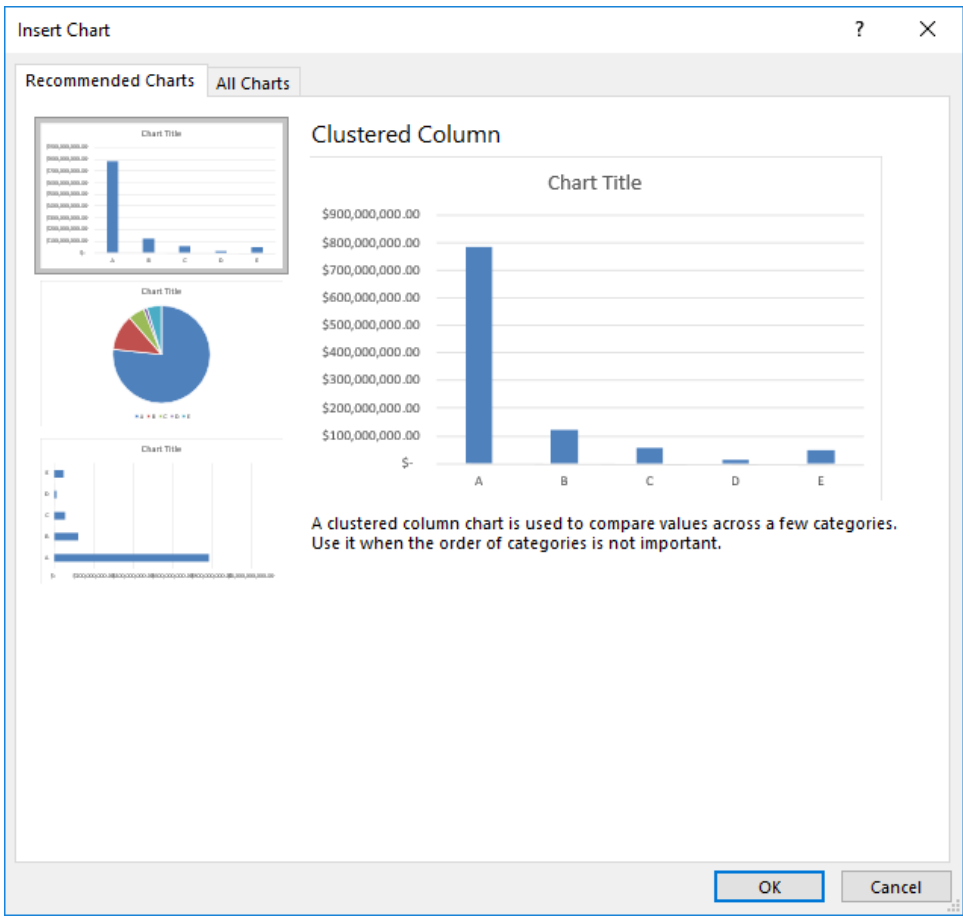 Insert Chart
?
Recommended Charts
All Charts
Chart Title
A B C D E
Chart Title
A B C D E
Chart Title
E
D
C
B
A
Clustered Column
Chart Title
$900,000,000.00
$800,000,000.00
$700,000,000.00
$600,000,000.00
$500,000,000.00
$400,000,000.00
$300,000,000.00
$200,000,000.00
$100,000,000.00
$-
A B C D E
A clustered column chart is used to compare values across a few categories.
Use it when the order of categories is not important.
OK
Cancel